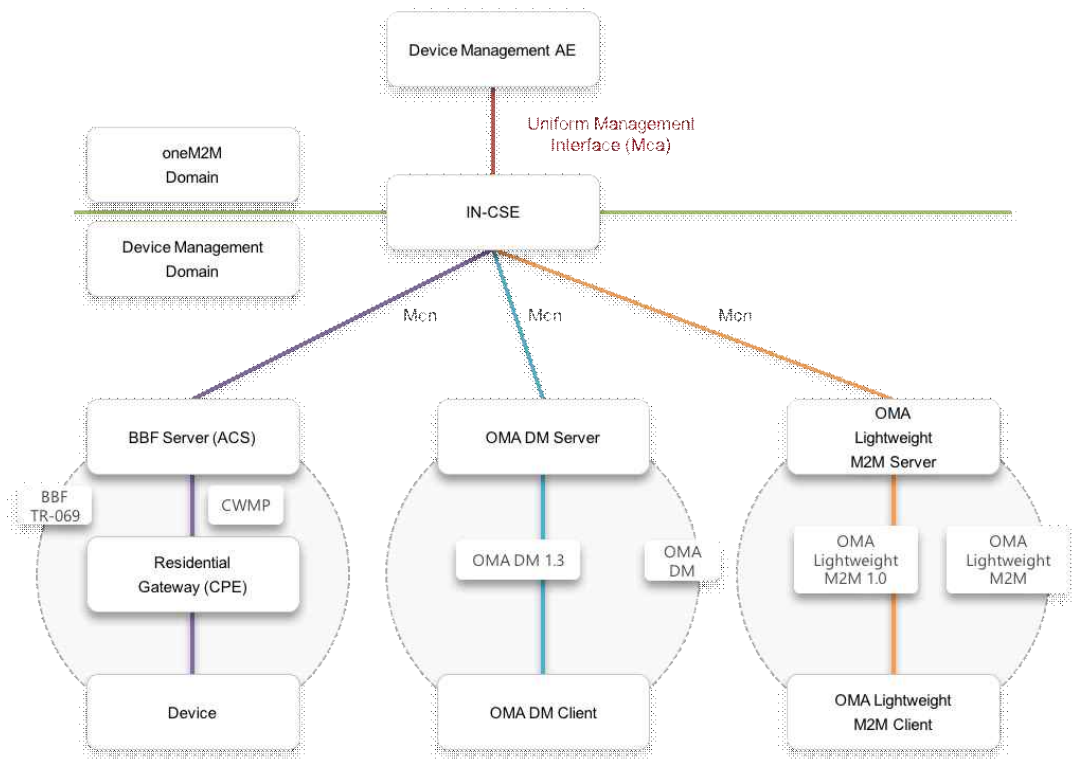 Device Management AE
Uniform Management
Interface (Mca)
oneM2M
Domain
IN-CSE
Device Management
Domain
Mcn
Mcn
Mcn
BBF Server (ACS)
OMA DM Server
OMA
Lightweight
M2M Server
BBF
TR-069
CWMP
Residential
Gateway (CPE)
OMA DM 1.3
OMA
DM
OMA
Lightweight
M2M 1.0
OMA
Lightweight
M2M
Device
OMA DM Client
OMA Lightweight
M2M Client